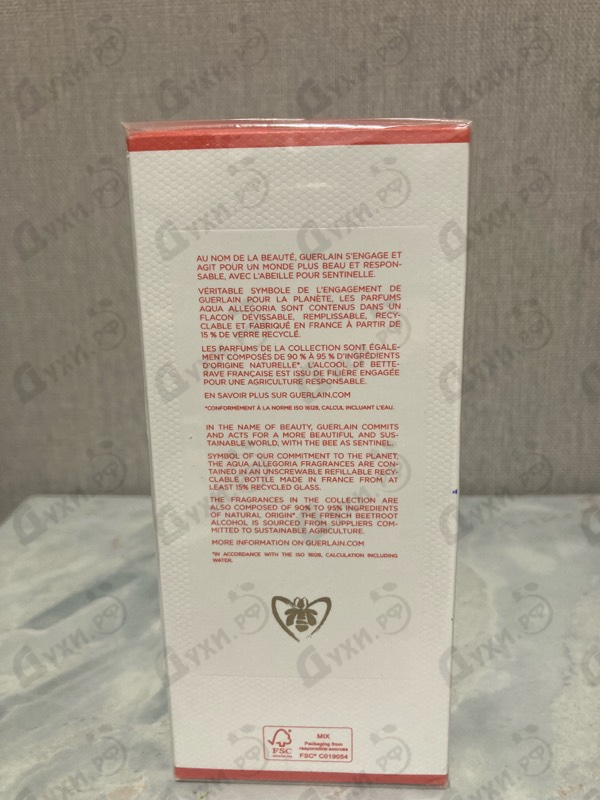 AU NOM DE LA BEAUTÉ, GUERLAIN S'ENGAGE ET
AGIT POUR UN MONDE PLUS BEAU ET RESPON-
SABLE, AVEC L'ABEILLE POUR SENTINELLE.
VÉRITABLE SYMBOLE DE L'ENGAGEMENT DE
GUERLAIN POUR LA PLANÈTE, LES PARFUMS
AQUA ALLEGORIA SONT CONTENUS DANS UN
FLACON DÉVISSABLE, REMPLISSABLE, RECY-
CLABLE ET FABRIQUÉ EN FRANCE À PARTIR DE
15 % DE VERRE RECYCLÉ.
LES PARFUMS DE LA COLLECTION SONT ÉGALE-
MENT COMPOSÉS DE 90 % À 95 % D'INGRÉDIENTS
D'ORIGINE NATURELLE*. L'ALCOOL DE BETTE-
RAVE FRANÇAISE EST ISSU DE FILIÈRE ENGAGÉE
POUR UNE AGRICULTURE RESPONSABLE.
EN SAVOIR PLUS SUR GUERLAIN.COM
*CONFORMÉMENT À LA NORME ISO 16128, CALCUL INCLUANT L'EAU.
IN THE NAME OF BEAUTY, GUERLAIN COMMITS
AND ACTS FOR A MORE BEAUTIFUL AND SUS-
TAINABLE WORLD, WITH THE BEE AS SENTINEL.
SYMBOL OF OUR COMMITMENT TO THE PLANET,
THE AQUA ALLEGORIA FRAGRANCES ARE CON-
TAINED IN AN UNSCREWABLE REFILLABLE RECY-
CLABLE BOTTLE MADE IN FRANCE FROM AT
LEAST 15% RECYCLED GLASS.
THE FRAGRANCES IN THE COLLECTION ARE
ALSO COMPOSED OF 90% TO 95% INGREDIENTS
OF NATURAL ORIGIN*. THE FRENCH BEETROOT
ALCOHOL IS SOURCED FROM SUPPLIERS COM-
MITTED TO SUSTAINABLE AGRICULTURE.
MORE INFORMATION ON GUERLAIN.COM
*IN ACCORDANCE WITH THE ISO 16128, CALCULATION INCLUDING
WATER.
FSC
MIX
Packaging from
responsible sources
FSC® C019054
Духи.рф